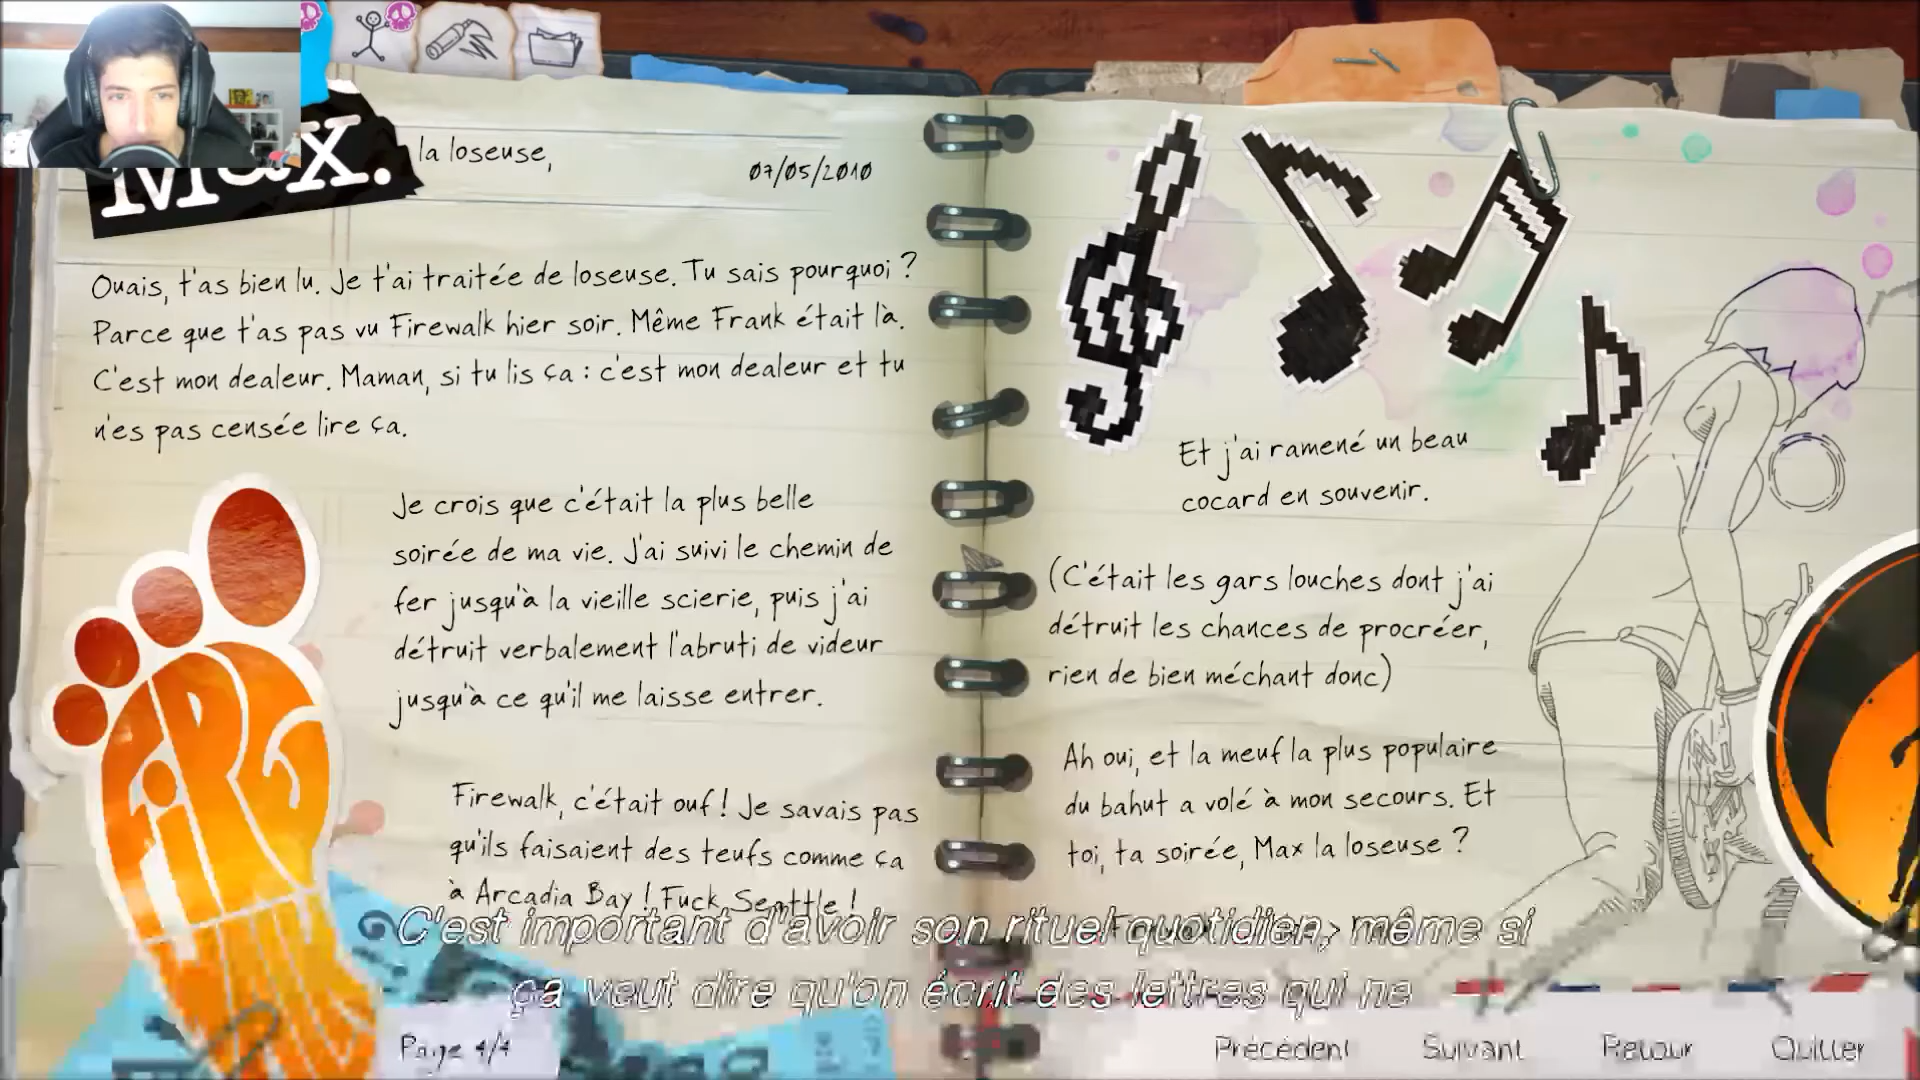 Max.
la loseuse,
07/05/2010
Ouais, t'as bien lu. Je t'ai traitée de loseuse. Tu sais pourquoi ?
Parce que t'as pas vu Firewalk hier soir. Même Frank était là.
C'est mon dealeur. Maman, si tu lis ça : c'est mon dealeur et tu
n'es pas censée lire ça.
Je crois que c'était la plus belle
soirée de ma vie. J'ai suivi le chemin de
fer jusqu'à la vieille scierie, puis j'ai
détruit verbalement l'abruti de videur
jusqu'à ce qu'il me laisse entrer.
Firewalk, c'était ouf ! Je savais pas
qu'ils faisaient des teufs comme ça
à Arcadia Bay ! Fuck Seattle !
Et j'ai ramené un beau
cocard en souvenir.
(C'était les gars louches dont j'ai
détruit les chances de procréer,
rien de bien méchant donc)
Ah oui, et la meuf la plus populaire
du bahut a volé à mon secours. Et
toi, ta soirée, Max la loseuse ?
C'est important d'avoir son rituel quotidien, même si
ça veut dire qu'on écrit des lettres qui ne
Page 4/4
Précédent
Suivant
Retour
Quitter